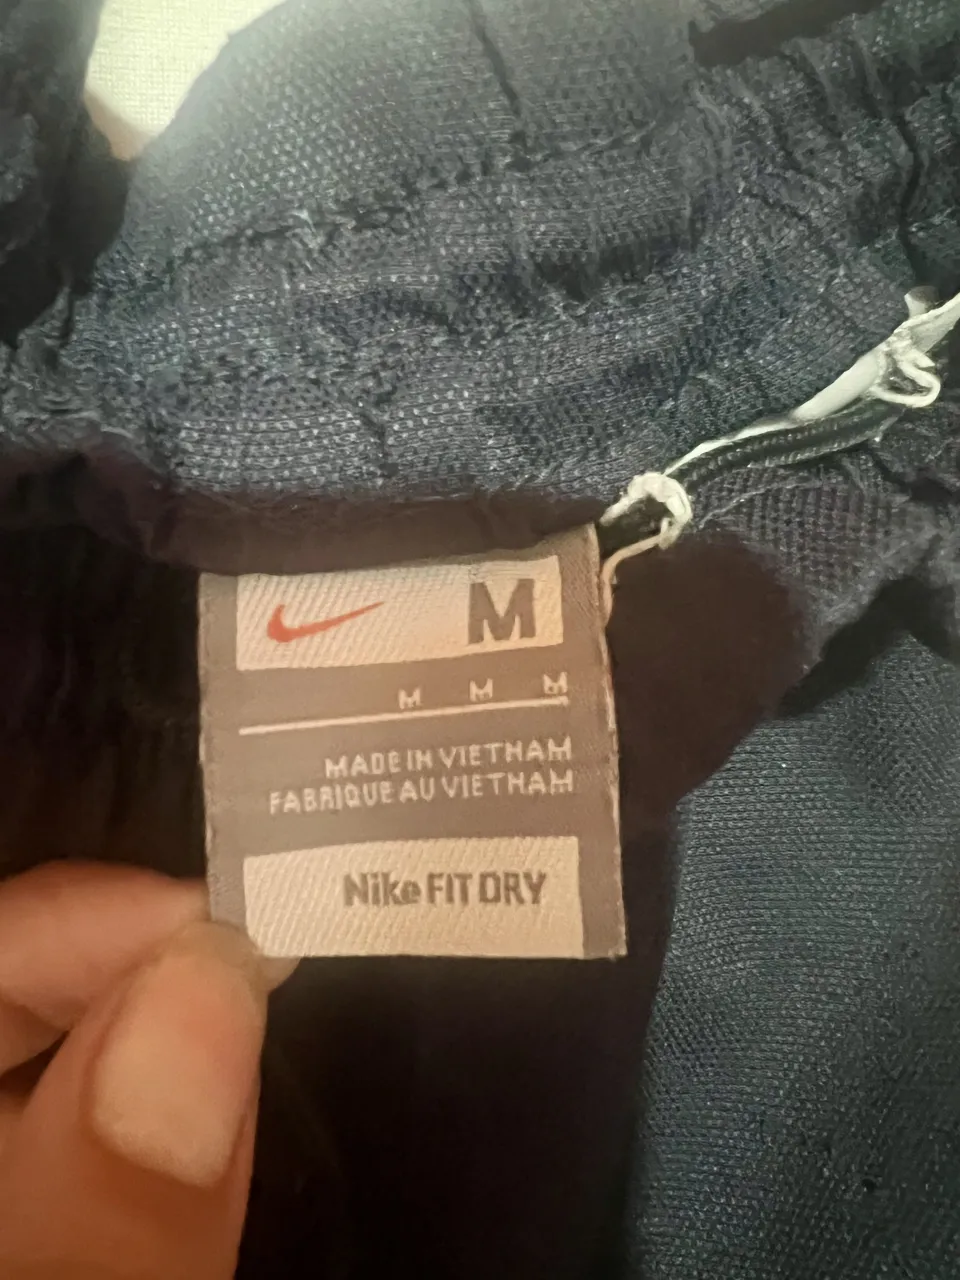 M
M M M
MADE IN VIETNAM
FABRIQUE AU VIETNAM
Nike FIT DRY